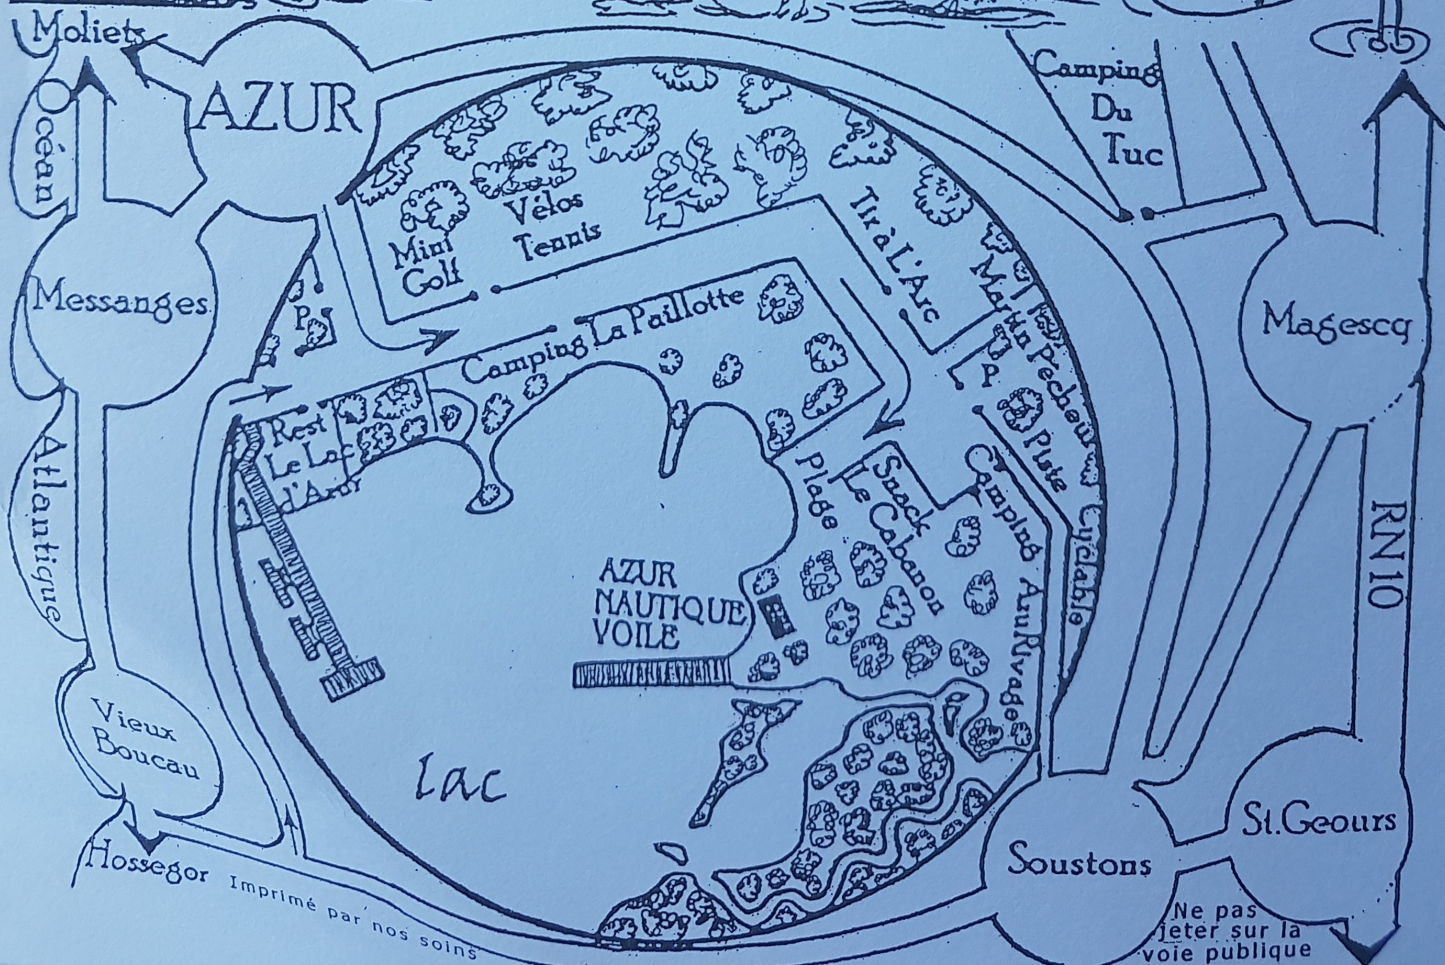 Moliets
Océan
AZUR
Camping
Du
Tuc
Vélos
Tennis
Mini
Golf
Tir à L'Arc
Martin Pêcheur
Messanges
P
Camping La Paillotte
Magescq
P
Piste Cyclable
Rest
Le Lac
d'Azur
Plage
Snack
Le Cabanon
Camping Azu Rivage
Atlantique
RN 10
AZUR
NAUTIQUE
VOILE
Vieux
Boucau
Lac
St.Geours
Soustons
Hossegor
Imprimé par nos soins
Ne pas
jeter sur la
voie publique